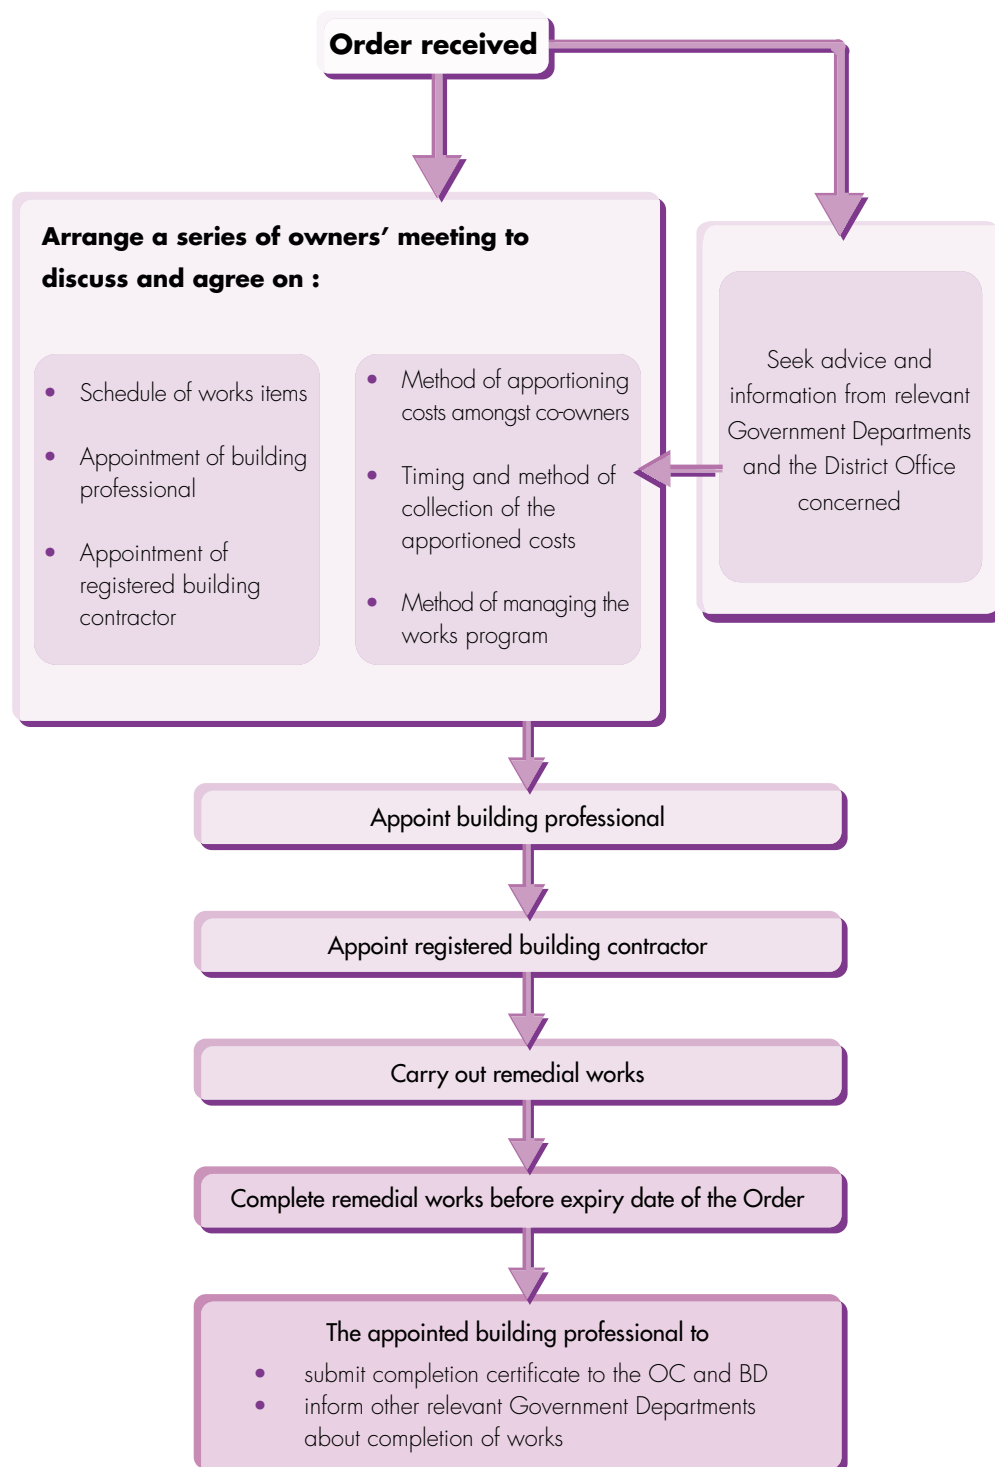 Order received
Arrange a series of owners’ meeting to
discuss and agree on :
• Schedule of works items
• Appointment of building
professional
• Appointment of
registered building
contractor
• Method of apportioning
costs amongst co-owners
• Timing and method of
collection of the
apportioned costs
• Method of managing the
works program
Seek advice and
information from relevant
Government Departments
and the District Office
concerned
Appoint building professional
Appoint registered building contractor
Carry out remedial works
Complete remedial works before expiry date of the Order
The appointed building professional to
• submit completion certificate to the OC and BD
• inform other relevant Government Departments
about completion of works